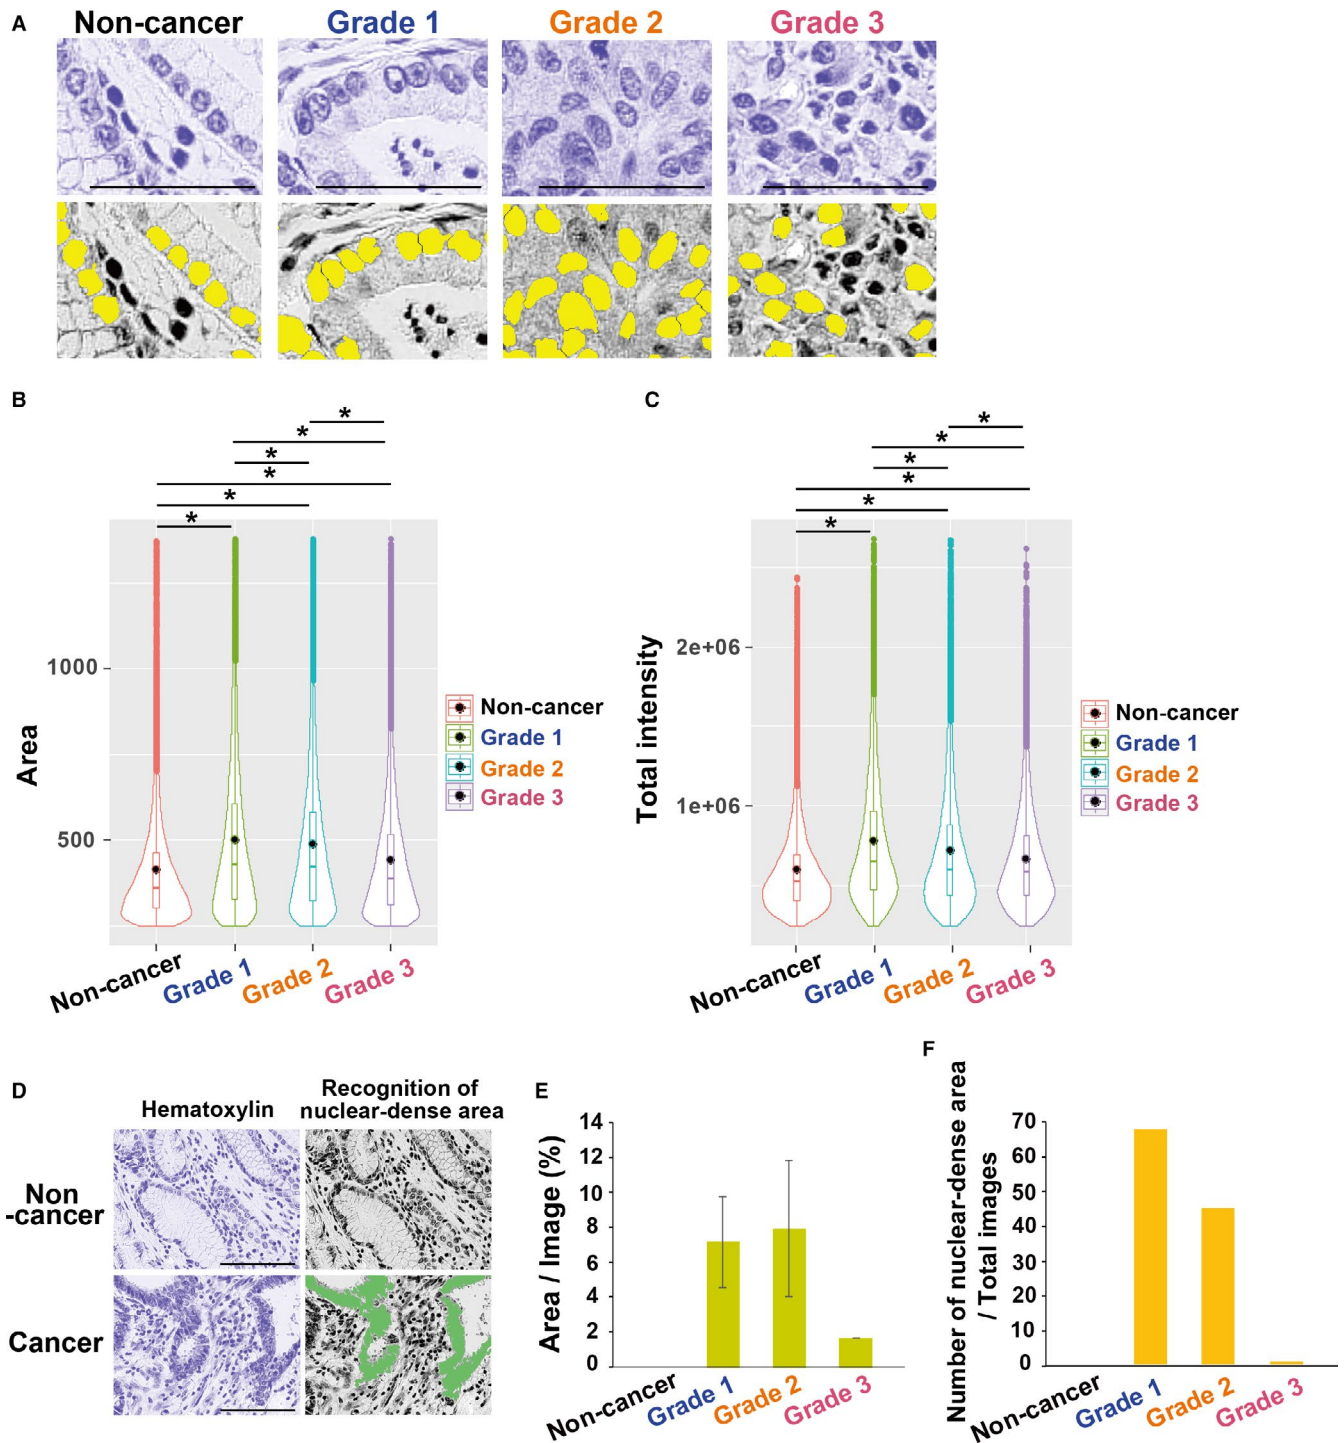 A
Non-cancer
Grade 1
Grade 2
Grade 3
B
*
*
*
*
*
*
1000
500
Area
Non-cancer
Grade 1
Grade 2
Grade 3
Non-cancer
Grade 1
Grade 2
Grade 3
C
*
*
*
*
*
*
2e+06
1e+06
Total intensity
Non-cancer
Grade 1
Grade 2
Grade 3
Non-cancer
Grade 1
Grade 2
Grade 3
D
Hematoxylin
Recognition of
nuclear-dense area
Non
-cancer
Cancer
E
Area / Image (%)
14
12
10
8
6
4
2
0
Non-cancer
Grade 1
Grade 2
Grade 3
F
Number of nuclear-dense area
/ Total images
70
60
50
40
30
20
10
0
Non-cancer
Grade 1
Grade 2
Grade 3